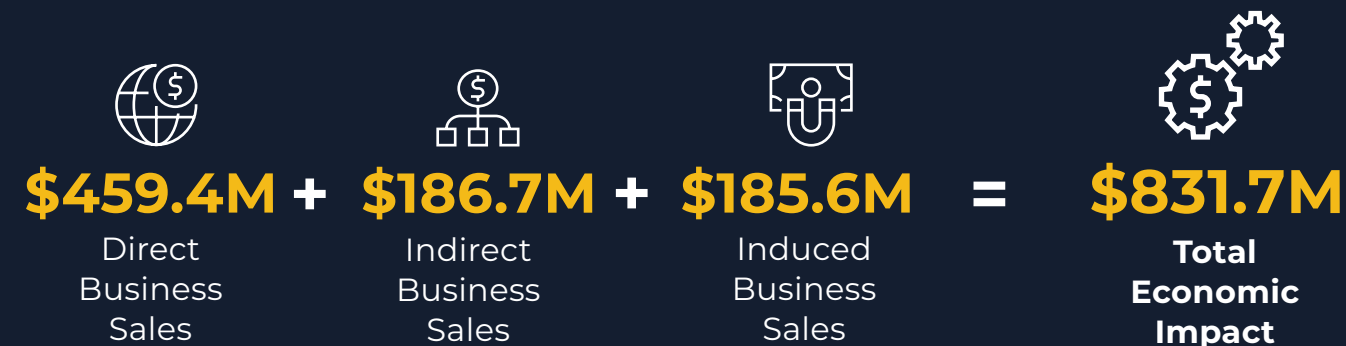 $459.4M + $186.7M + $185.6M = $831.7M
Direct Business Sales
Indirect Business Sales
Induced Business Sales
Total Economic Impact